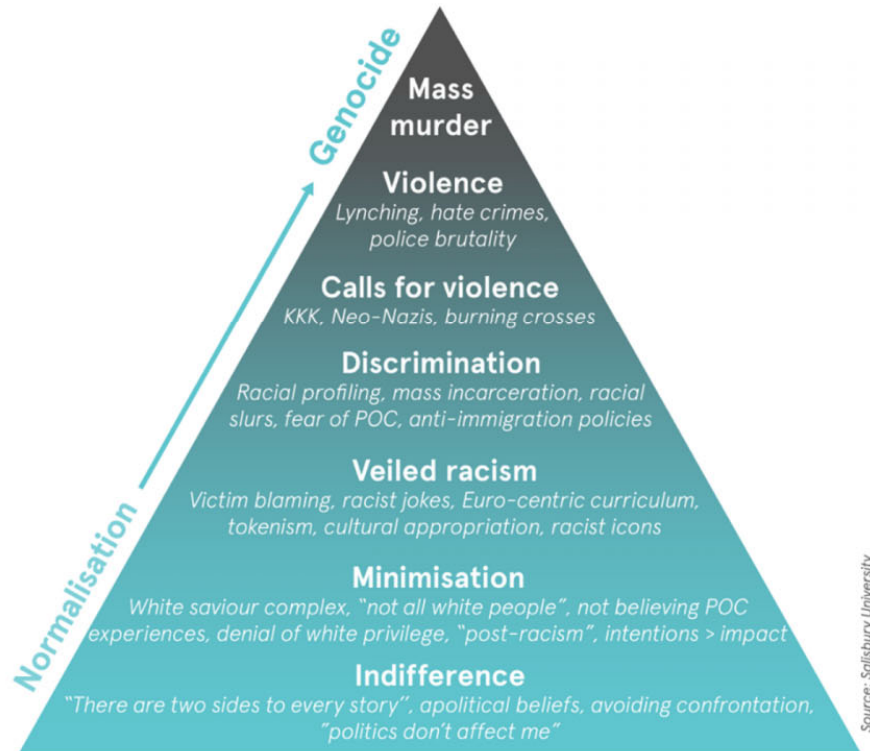 Genocide
Normalisation
Mass
murder
Violence
Lynching, hate crimes,
police brutality
Calls for violence
KKK, Neo-Nazis, burning crosses
Discrimination
Racial profiling, mass incarceration, racial
slurs, fear of POC, anti-immigration policies
Veiled racism
Victim blaming, racist jokes, Euro-centric curriculum,
tokenism, cultural appropriation, racist icons
Minimisation
White saviour complex, “not all white people”, not believing POC
experiences, denial of white privilege, “post-racism”, intentions > impact
Indifference
“There are two sides to every story”, apolitical beliefs, avoiding confrontation,
”politics don’t affect me”
Source: Salisbury University